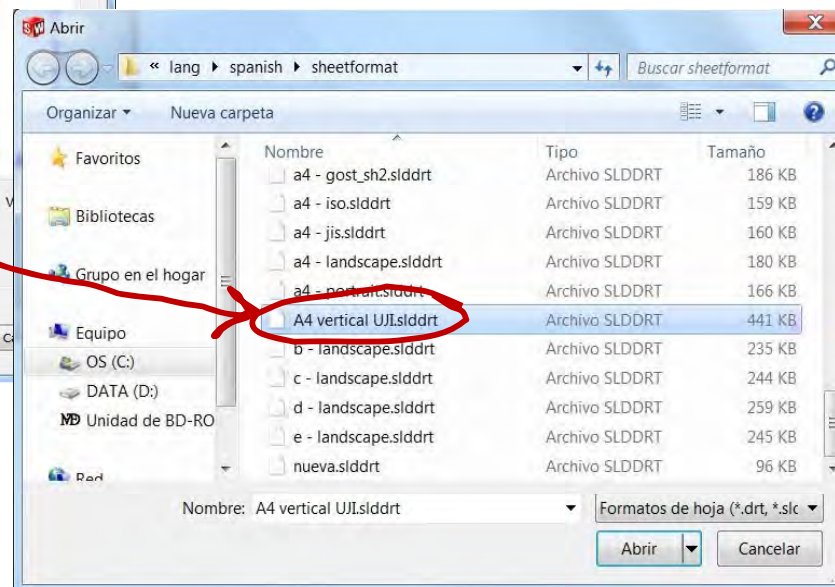 Abrir
« lang ▸ spanish ▸ sheetformat
Buscar sheetformat
Organizar Nueva carpeta
Nombre Tipo Tamaño
Favoritos
Bibliotecas
Grupo en el hogar
Equipo
OS (C:)
DATA (D:)
Unidad de BD-RO
Red
a4 - gost_sh2.slddrt Archivo SLDDRT 186 KB
a4 - iso.slddrt Archivo SLDDRT 159 KB
a4 - jis.slddrt Archivo SLDDRT 160 KB
a4 - landscape.slddrt Archivo SLDDRT 180 KB
a4 - portrait.slddrt Archivo SLDDRT 166 KB
A4 vertical UJI.slddrt Archivo SLDDRT 441 KB
b - landscape.slddrt Archivo SLDDRT 235 KB
c - landscape.slddrt Archivo SLDDRT 244 KB
d - landscape.slddrt Archivo SLDDRT 259 KB
e - landscape.slddrt Archivo SLDDRT 245 KB
nueva.slddrt Archivo SLDDRT 96 KB
Nombre: A4 vertical UJI.slddrt
Formatos de hoja (*.drt, *.slc
Abrir Cancelar